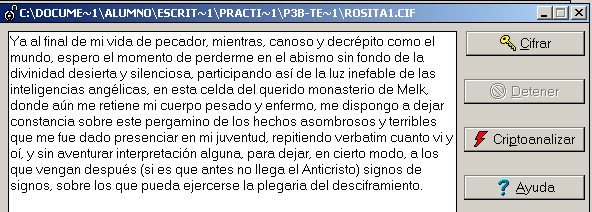 C:\DOCUME~1\ALUMNO\ESCRIT~1\PRACTI~1\P3B-TE~1\ROSITA1.CIF
Ya al final de mi vida de pecador, mientras, canoso y decrépito como el
mundo, espero el momento de perderme en el abismo sin fondo de la
divinidad desierta y silenciosa, participando así de la luz inefable de las
inteligencias angélicas, en esta celda del querido monasterio de Melk,
donde aún me retiene mi cuerpo pesado y enfermo, me dispongo a dejar
constancia sobre este pergamino de los hechos asombrosos y terribles
que me fue dado presenciar en mi juventud, repitiendo verbatim cuanto vi y
oí, y sin aventurar interpretación alguna, para dejar, en cierto modo, a los
que vengan después (si es que antes no llega el Anticristo) signos de
signos, sobre los que pueda ejercerse la plegaria del desciframiento.
Cifrar
Detener
Criptoanalizar
Ayuda